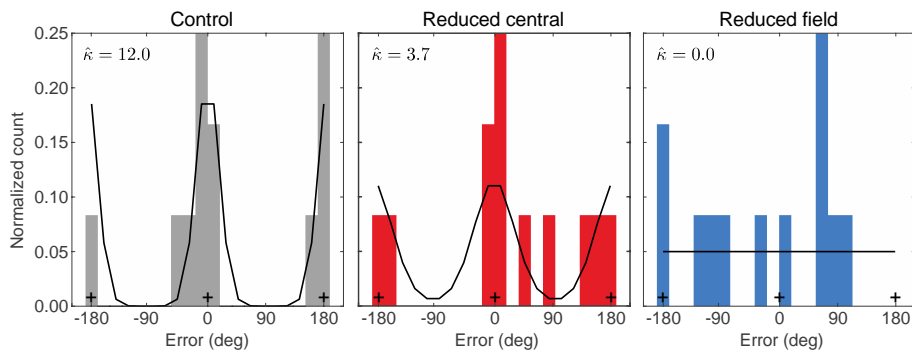 Control
Reduced central
Reduced field
κ̂ = 12.0
κ̂ = 3.7
κ̂ = 0.0
Normalized count
0.25
0.20
0.15
0.10
0.05
0.00
-180 -90 0 90 180
-180 -90 0 90 180
-180 -90 0 90 180
Error (deg)
Error (deg)
Error (deg)